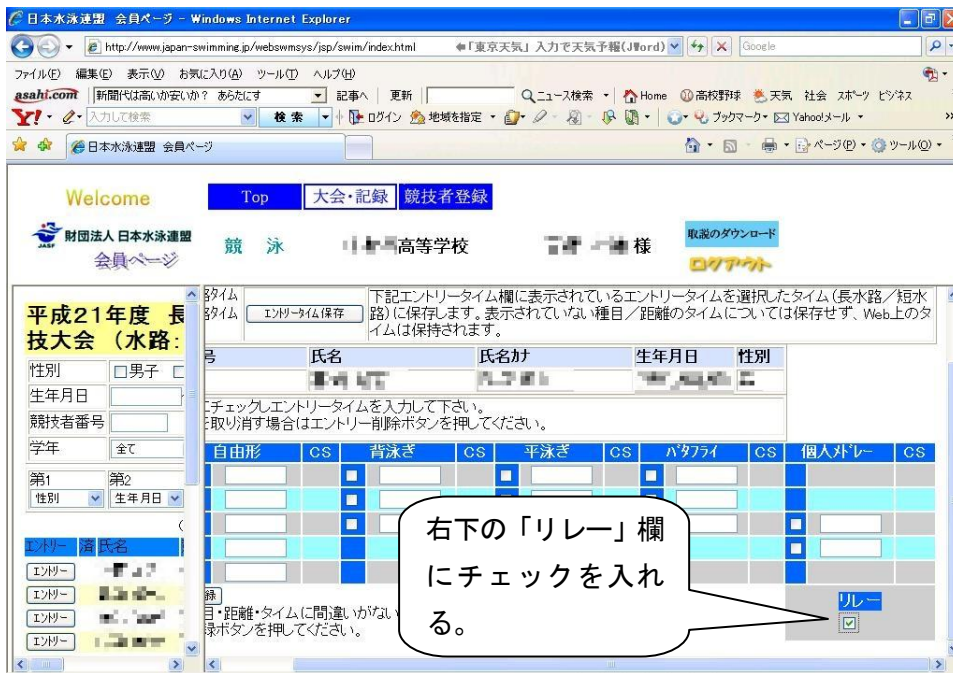 日本水泳連盟 会員ページ - Windows Internet Explorer
http://www.japan-swimming.jp/webswmsys/jsp/swim/index.html
「東京天気」入力で天気予報(JWord)
Google
ファイル(F) 編集(E) 表示(V) お気に入り(A) ツール(T) ヘルプ(H)
asahi.com 新聞代は高いか安いか? あらたにす 記事へ 更新 ニュース検索 Home 高校野球 天気 社会 スポーツ ビジネス
Y! 入力して検索 検索 ログイン 地域を指定 ブックマーク Yahoo!メール
日本水泳連盟 会員ページ
ページ(P) ツール(O)
Welcome
Top 大会・記録 競技者登録
財団法人 日本水泳連盟
会員ページ
競 泳
高等学校
様
取説のダウンロード
ログアウト
平成21年度 長
技大会 (水路:
性別 男子
生年月日
競技者番号
学年 全て
第1 第2
性別 生年月日
エントリー 済 氏名
エントリー
エントリー
エントリー
エントリー
タイム
タイム
エントリータイム保存
下記エントリータイム欄に表示されているエントリータイムを選択したタイム(長水路/短水
路)に保存します。表示されていない種目/距離のタイムについては保存せず、Web上のタ
イムは保持されます。
号 氏名 氏名カナ 生年月日 性別
にチェックしエントリータイムを入力して下さい。
を取り消す場合はエントリー削除ボタンを押してください。
自由形 CS 背泳ぎ CS 平泳ぎ CS バタフライ CS 個人メドレー CS
録
目・距離・タイムに間違いがない
録ボタンを押してください。
リレー
右下の「リレー」欄
にチェックを入れ
る。